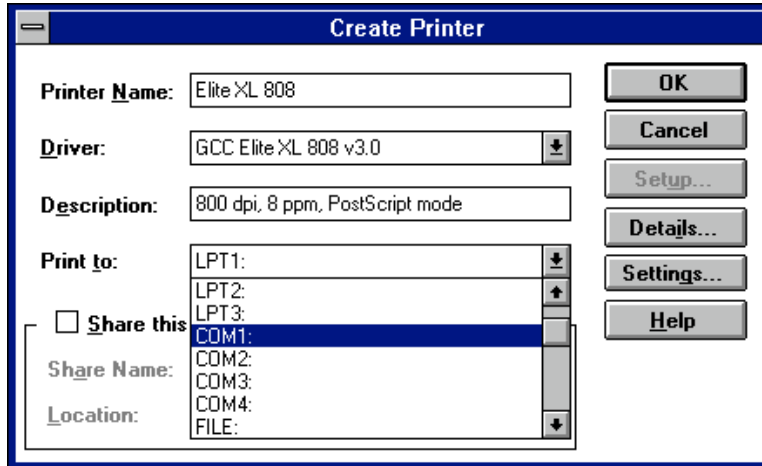 Create Printer
Printer Name: Elite XL 808
OK
Driver: GCC Elite XL 808 v3.0
Cancel
Setup...
Description: 800 dpi, 8 ppm, PostScript mode
Details...
Print to: LPT1:
Settings...
LPT2:
LPT3:
Help
Share this
COM1:
COM2:
Share Name:
COM3:
COM4:
Location:
FILE: